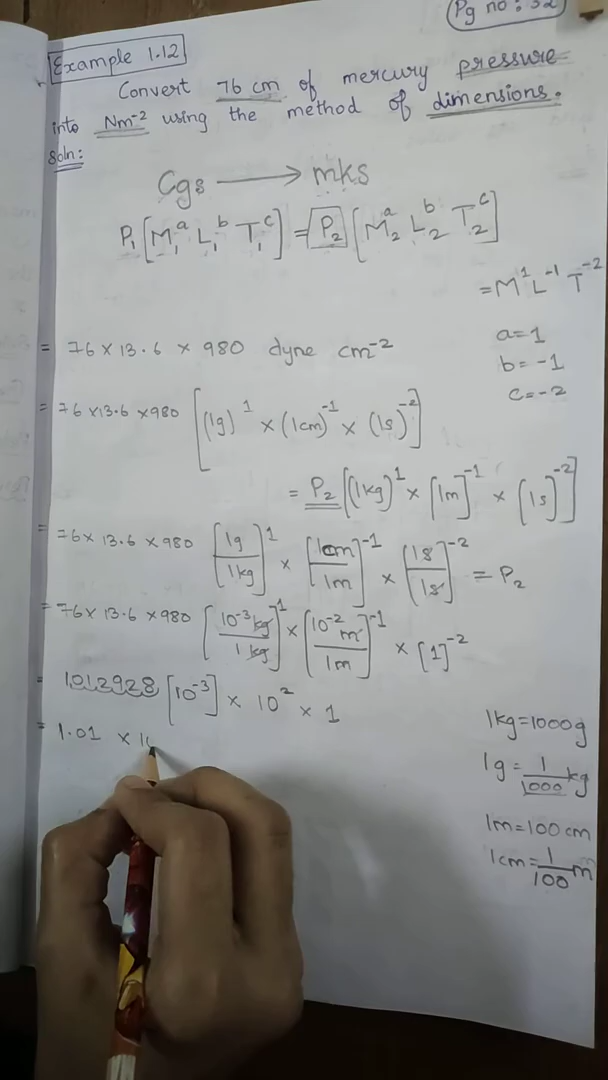 Pg no: 32
Example 1.12
Convert 76 cm of mercury pressure
into Nm⁻² using the method of dimensions.
Soln:
Cgs → mks
P₁ [M₁ᵃ L₁ᵇ T₁ᶜ] = P₂ [M₂ᵃ L₂ᵇ T₂ᶜ]
= M¹ L⁻¹ T⁻²
a=1
= 76 × 13.6 × 980 dyne cm⁻²
b=-1
c=-2
= 76 × 13.6 × 980 [(1g)¹ × (1cm)⁻¹ × (1s)⁻²]
= P₂ [(1kg)¹ × [1m]⁻¹ × (1s)⁻²]
= 76 × 13.6 × 980 [1g/1kg]¹ × [1cm/1m]⁻¹ × [1s/1s]⁻² = P₂
= 76 × 13.6 × 980 [10⁻³ kg/1 kg]¹ × [10⁻² m/1m]⁻¹ × [1]⁻²
= 1012928 [10⁻³] × 10² × 1
= 1.01 × 1
1kg=1000g
1g = 1/1000 kg
1m=100 cm
1cm = 1/100 m